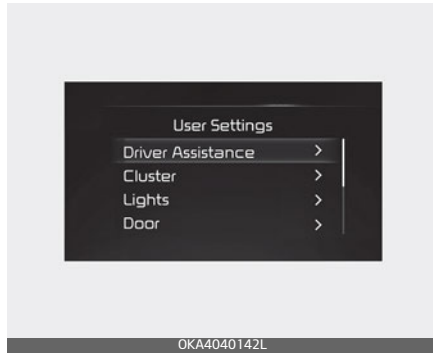 User Settings
Driver Assistance >
Cluster >
Lights >
Door >
OKA4040142L